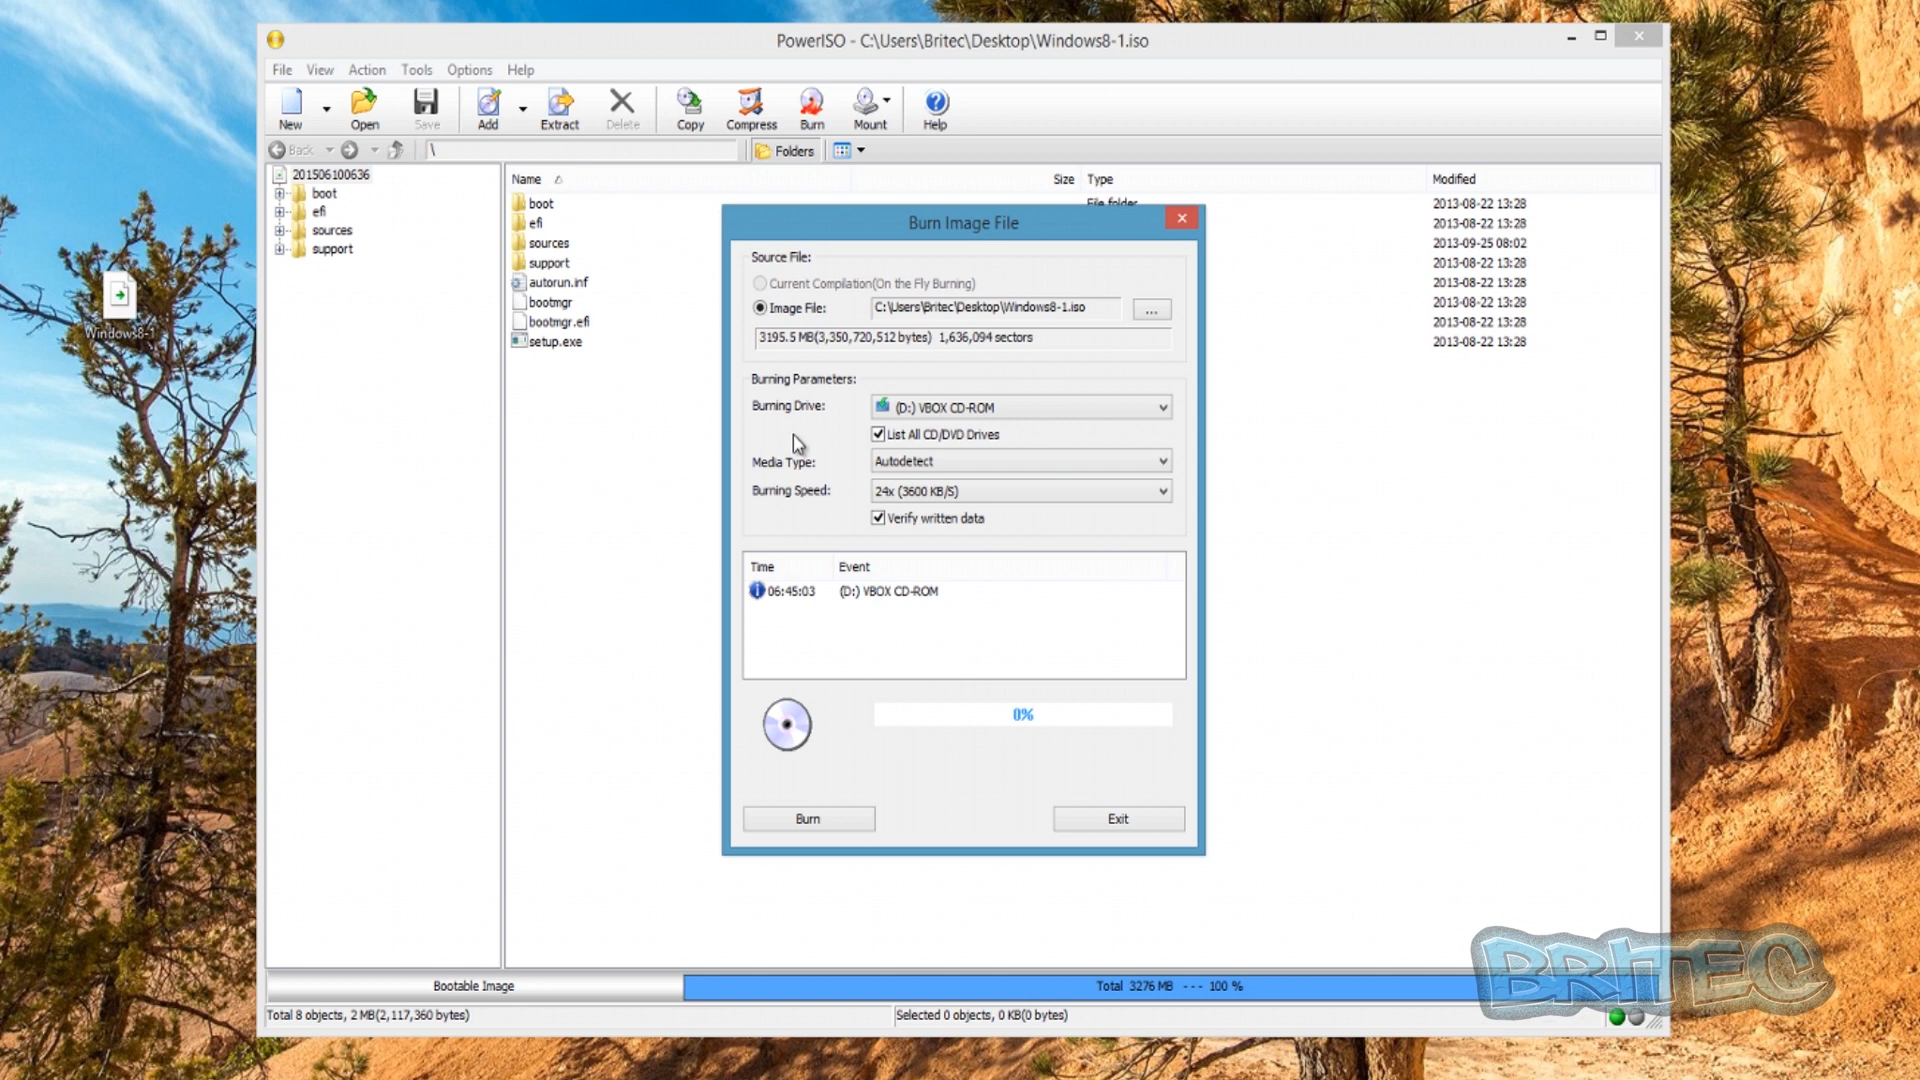 PowerISO - C:\Users\Britec\Desktop\Windows8-1.iso
File View Action Tools Options Help
New Open Save Add Extract Delete Copy Compress Burn Mount Help
Back \ Folders
201506100636
boot
efi
sources
support
Name Size Type Modified
boot File folder 2013-08-22 13:28
efi 2013-08-22 13:28
sources 2013-09-25 08:02
support 2013-08-22 13:28
autorun.inf 2013-08-22 13:28
bootmgr 2013-08-22 13:28
bootmgr.efi 2013-08-22 13:28
setup.exe 2013-08-22 13:28
Windows8-1
Burn Image File
Source File:
Current Compilation(On the Fly Burning)
Image File: C:\Users\Britec\Desktop\Windows8-1.iso ...
3195.5 MB(3,350,720,512 bytes) 1,636,094 sectors
Burning Parameters:
Burning Drive: (D:) VBOX CD-ROM
List All CD/DVD Drives
Media Type: Autodetect
Burning Speed: 24x (3600 KB/S)
Verify written data
Time Event
06:45:03 (D:) VBOX CD-ROM
0%
Burn Exit
Bootable Image Total 3276 MB --- 100 %
Total 8 objects, 2 MB(2,117,360 bytes) Selected 0 objects, 0 KB(0 bytes)
BRITEC